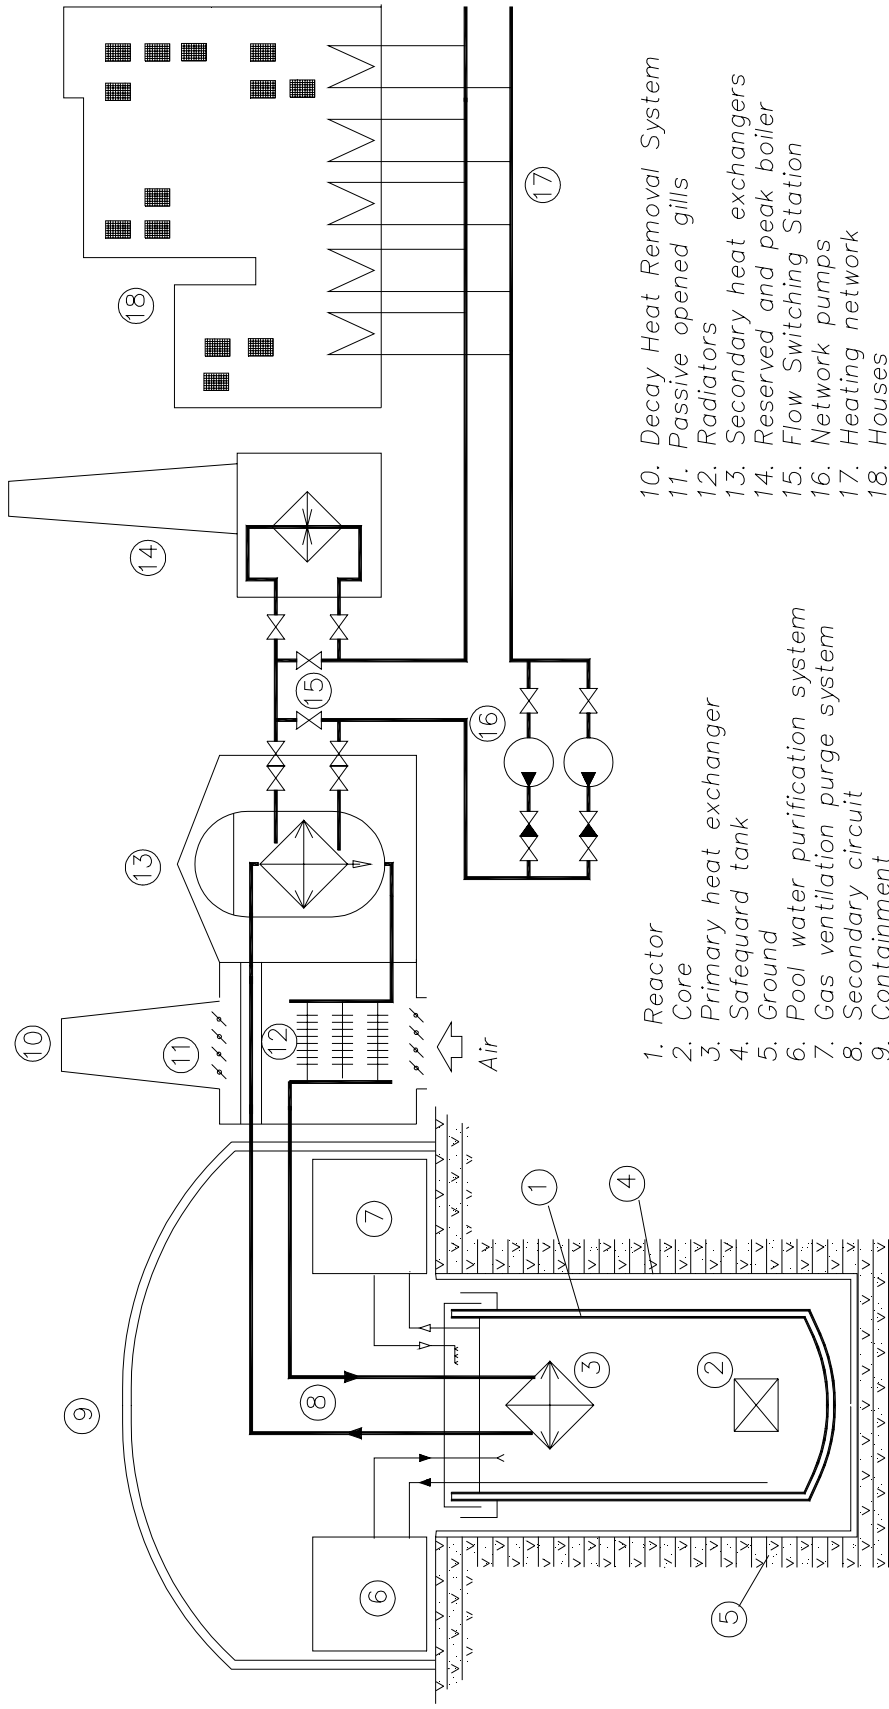 1. Reactor
2. Core
3. Primary heat exchanger
4. Safequard tank
5. Ground
6. Pool water purification system
7. Gas ventilation purge system
8. Secondary circuit
9. Containment
10. Decay Heat Removal System
11. Passive opened gills
12. Radiators
13. Secondary heat exchangers
14. Reserved and peak boiler
15. Flow Switching Station
16. Network pumps
17. Heating network
18. Houses
9
10
11
12
13
14
15
16
17
18
Air
8
7
6
1
4
3
2
5